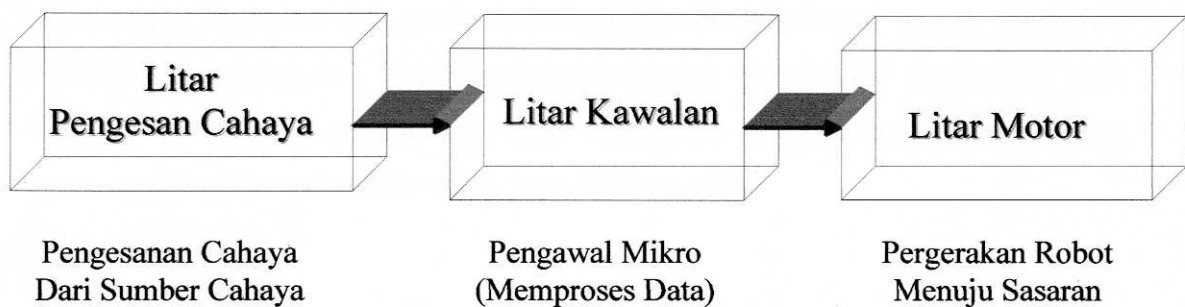 Litar
Pengesan Cahaya
Litar Kawalan
Litar Motor
Pengesanan Cahaya
Dari Sumber Cahaya
Pengawal Mikro
(Memproses Data)
Pergerakan Robot
Menuju Sasaran